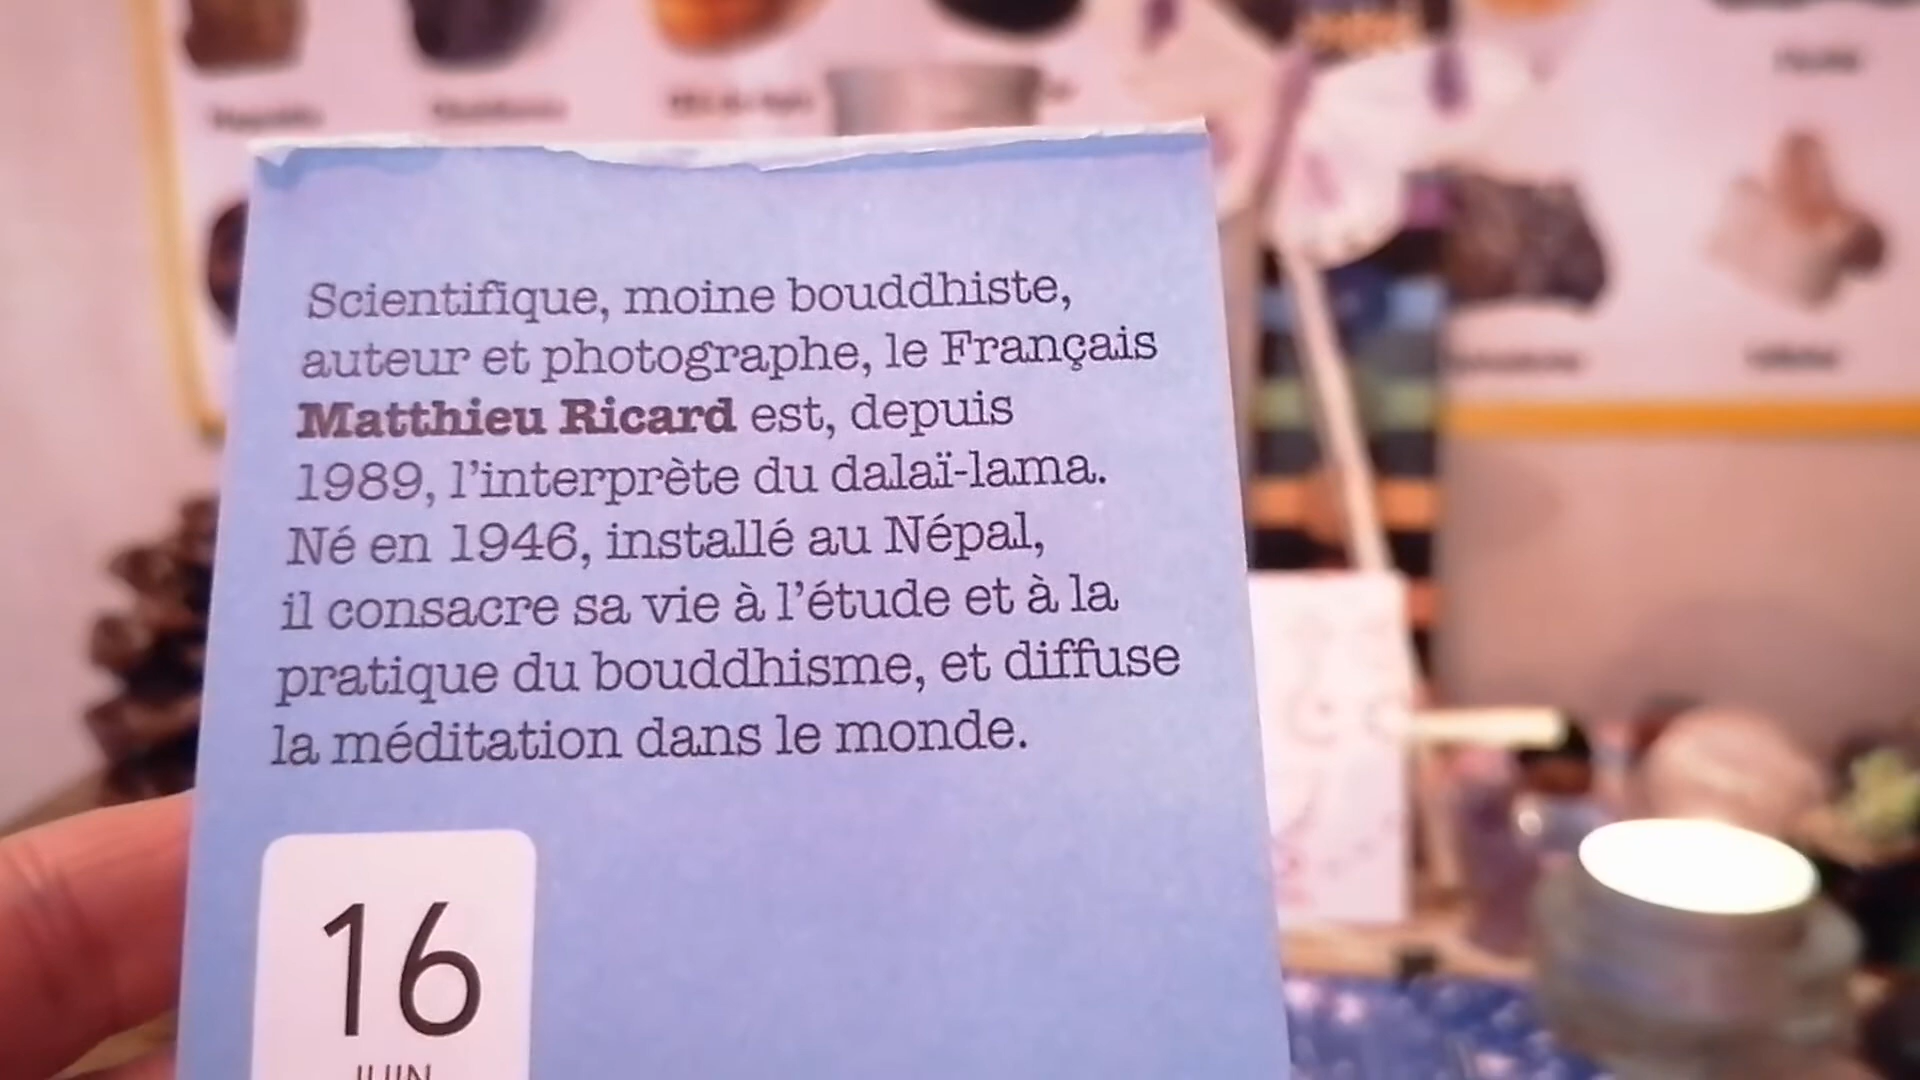 Scientifique, moine bouddhiste,
auteur et photographe, le Français
Matthieu Ricard est, depuis
1989, l'interprète du dalaï-lama.
Né en 1946, installé au Népal,
il consacre sa vie à l'étude et à la
pratique du bouddhisme, et diffuse
la méditation dans le monde.
16
JUIN